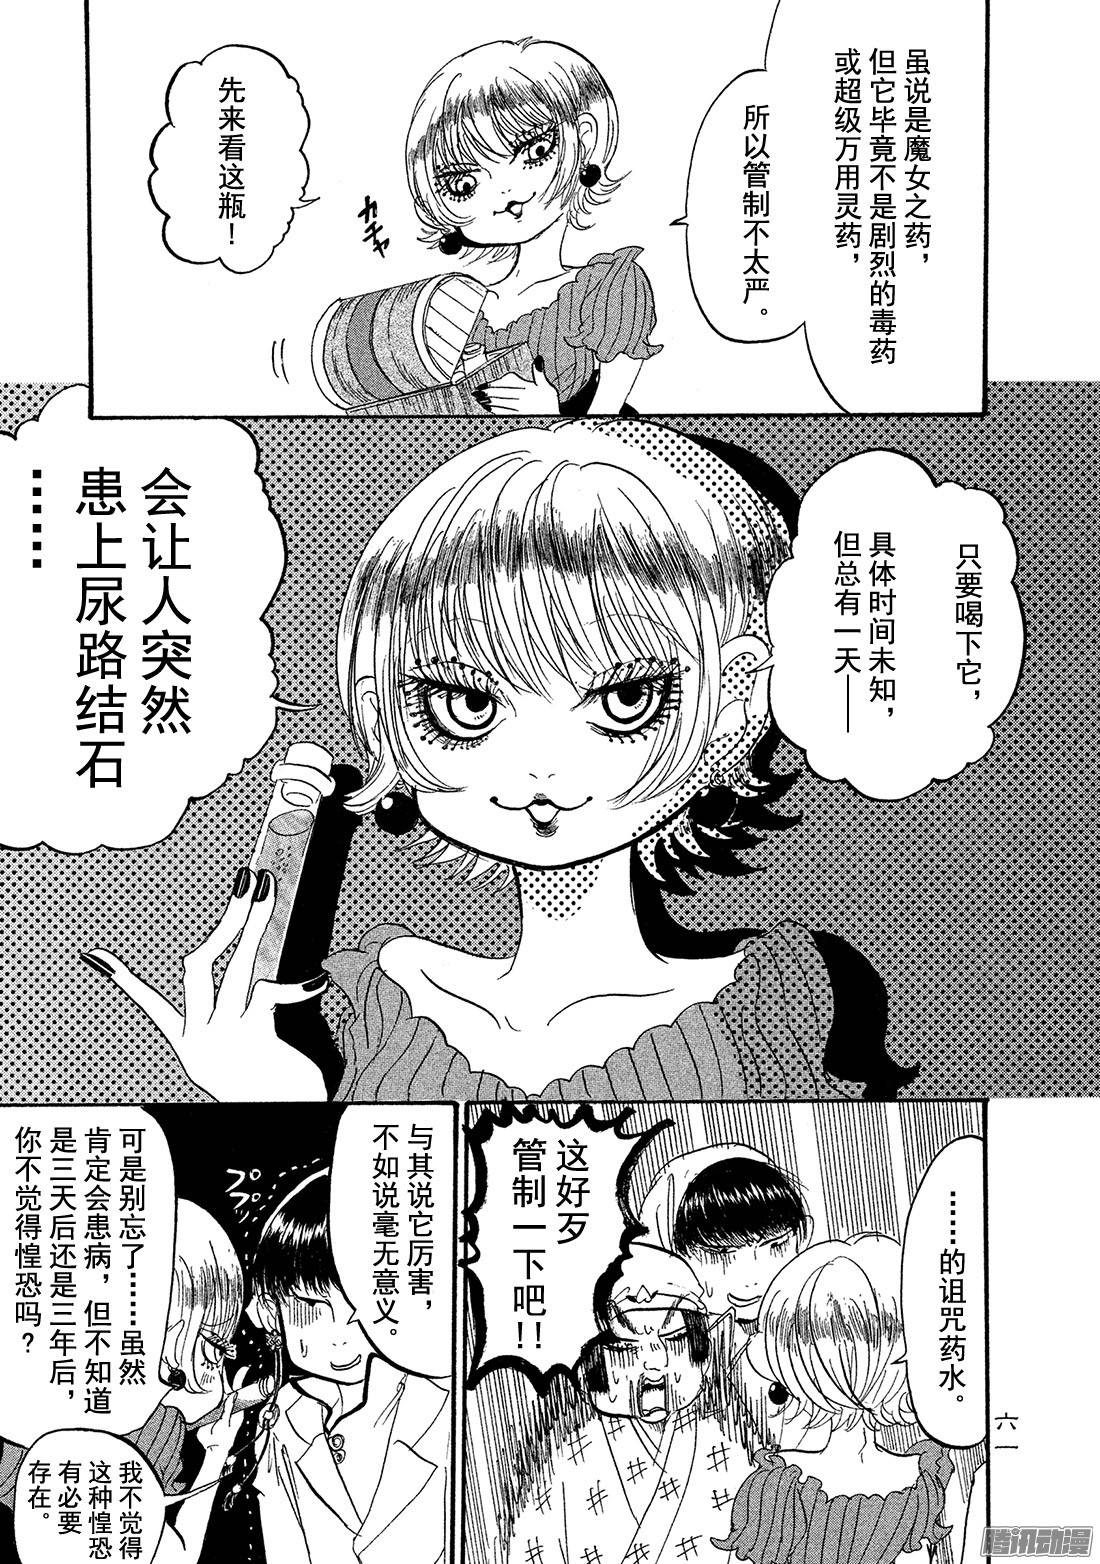 虽说是魔女之药，
但它毕竟不是剧烈的毒药
或超级万用灵药，
所以管制不太严。
先来看这瓶！
カチャ
只要喝下它，
具体时间未知，
但总有一天——
会让人突然
患上尿路结石
……
……的诅咒药水。
这好歹
管制一下吧!!
与其说它厉害，
不如说毫无意义。
プッ
可是别忘了……虽然
肯定会患病，但不知道
是三天后还是三年后，
你不觉得惶恐吗？
我不觉得
这种惶恐
有必要
存在。
六一
腾讯动漫